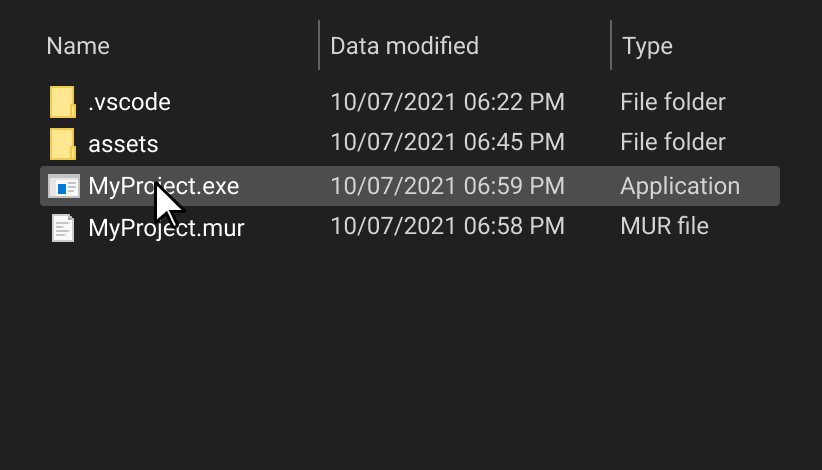 Name Data modified Type
.vscode 10/07/2021 06:22 PM File folder
assets 10/07/2021 06:45 PM File folder
MyProject.exe 10/07/2021 06:59 PM Application
MyProject.mur 10/07/2021 06:58 PM MUR file